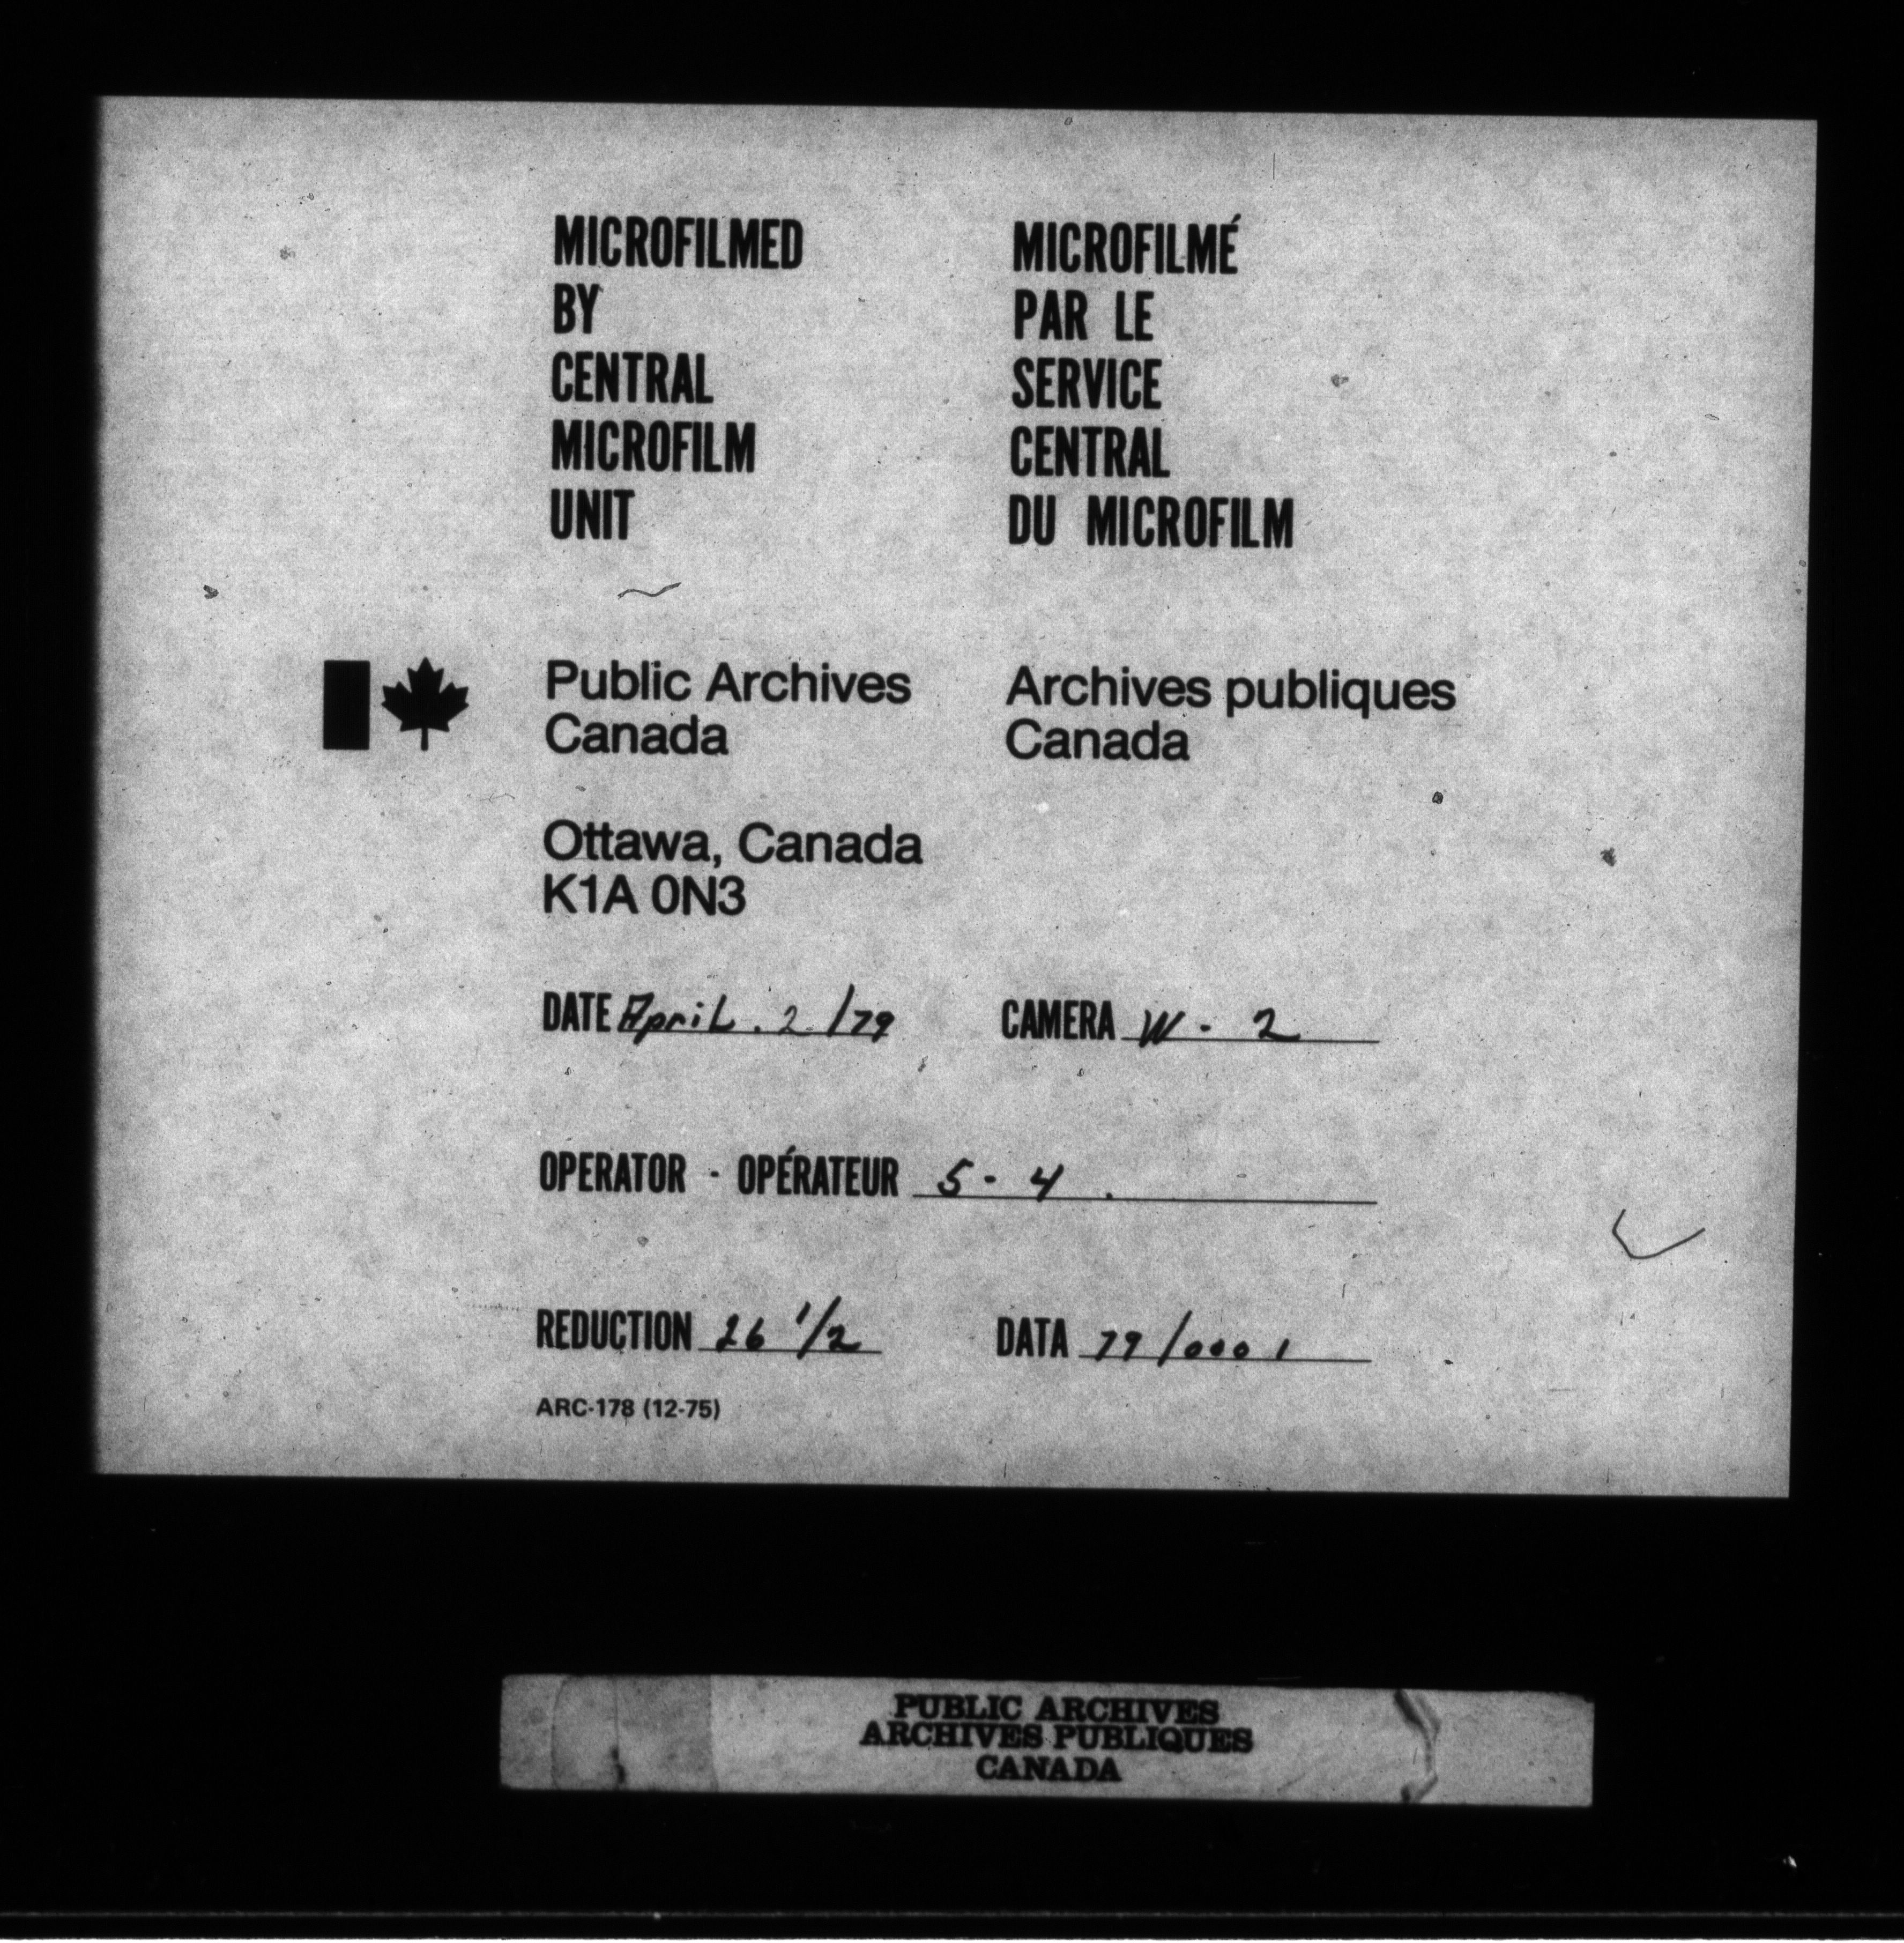 MICROFILMED
BY
CENTRAL
MICROFILM
UNIT
MICROFILMÉ
PAR LE
SERVICE
CENTRAL
DU MICROFILM
Public Archives
Canada
Archives publiques
Canada
Ottawa, Canada
K1A 0N3
DATE April . 2 /79
CAMERA W - 2
OPERATOR - OPÉRATEUR 5 - 4 .
REDUCTION 26 1/2
DATA 79/0001
ARC-178 (12-75)
PUBLIC ARCHIVES
ARCHIVES PUBLIQUES
CANADA